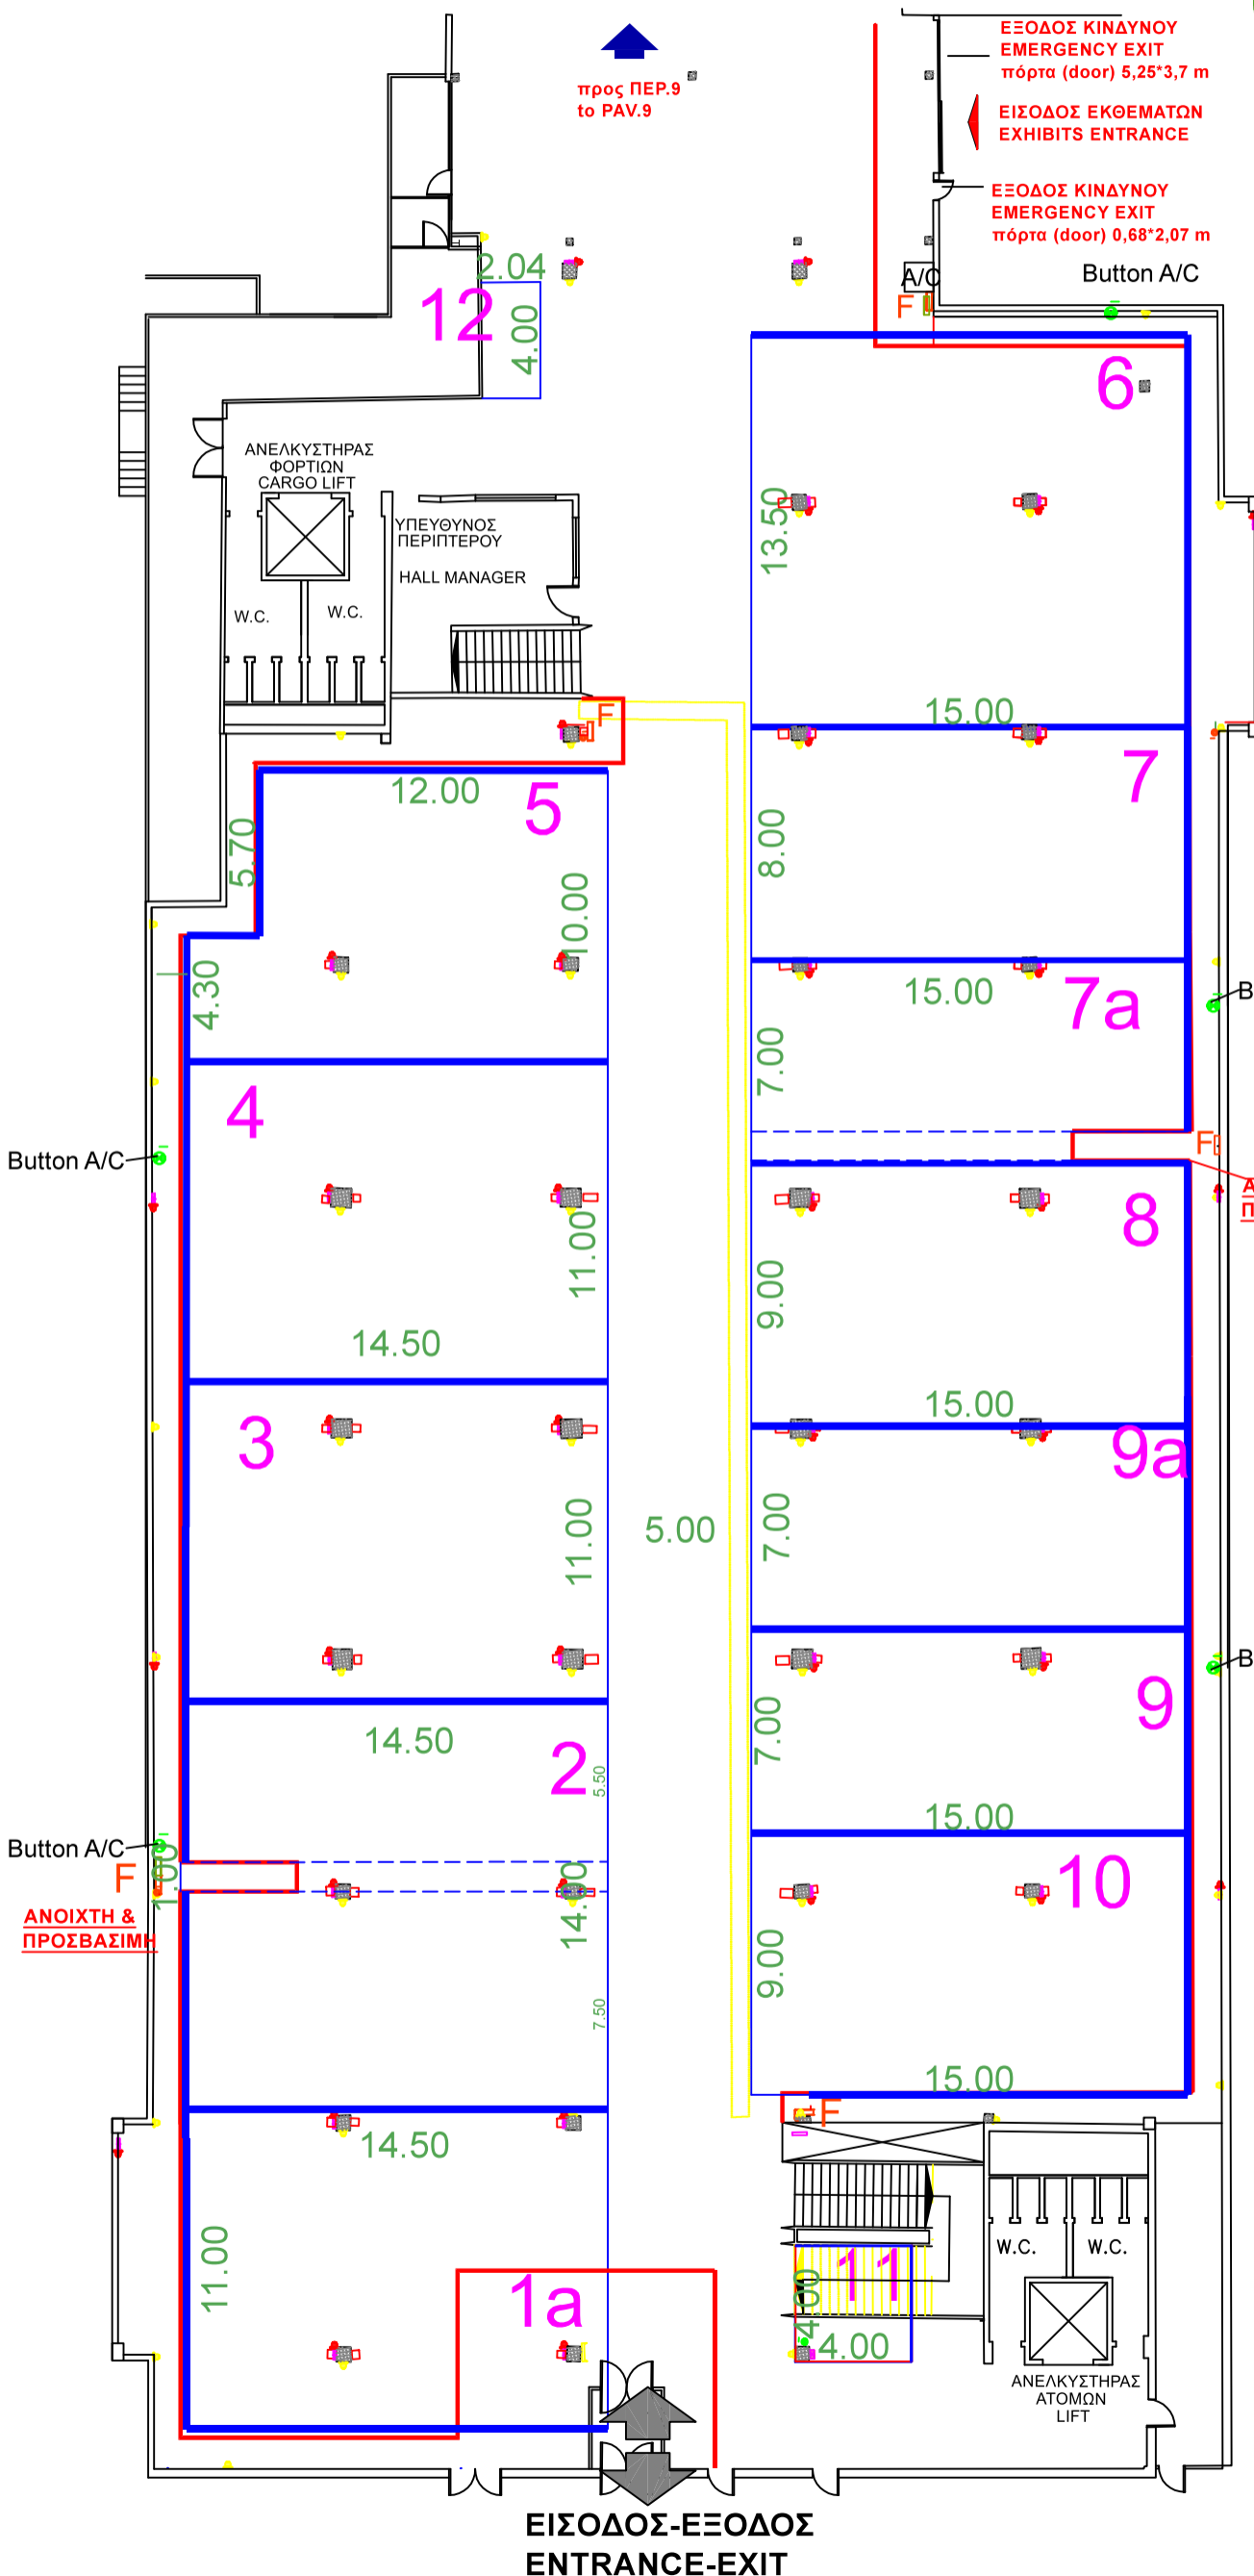 ΕΞΟΔΟΣ ΚΙΝΔΥΝΟΥ
EMERGENCY EXIT
πόρτα (door) 5,25*3,7 m
προς ΠΕΡ.9
to PAV.9
ΕΙΣΟΔΟΣ ΕΚΘΕΜΑΤΩΝ
EXHIBITS ENTRANCE
ΕΞΟΔΟΣ ΚΙΝΔΥΝΟΥ
EMERGENCY EXIT
πόρτα (door) 0,68*2,07 m
2.04
12
4.00
A/C
Button A/C
F
6
ΑΝΕΛΚΥΣΤΗΡΑΣ
ΦΟΡΤΙΩΝ
CARGO LIFT
ΥΠΕΥΘΥΝΟΣ
ΠΕΡΙΠΤΕΡΟΥ
HALL MANAGER
13.50
W.C.
W.C.
F
15.00
12.00
5
7
5.70
8.00
10.00
4.30
15.00
7a
B
7.00
4
Button A/C
F
Α
Π
11.00
8
9.00
14.50
15.00
3
9a
11.00
5.00
7.00
B
9
7.00
14.50
2
5.50
15.00
Button A/C
F
1.00
14.00
10
ΑΝΟΙΧΤΗ &
ΠΡΟΣΒΑΣΙΜΗ
9.00
7.50
15.00
F
14.50
11.00
1a
11
4.00
4.00
W.C.
W.C.
ΑΝΕΛΚΥΣΤΗΡΑΣ
ΑΤΟΜΩΝ
LIFT
ΕΙΣΟΔΟΣ-ΕΞΟΔΟΣ
ENTRANCE-EXIT